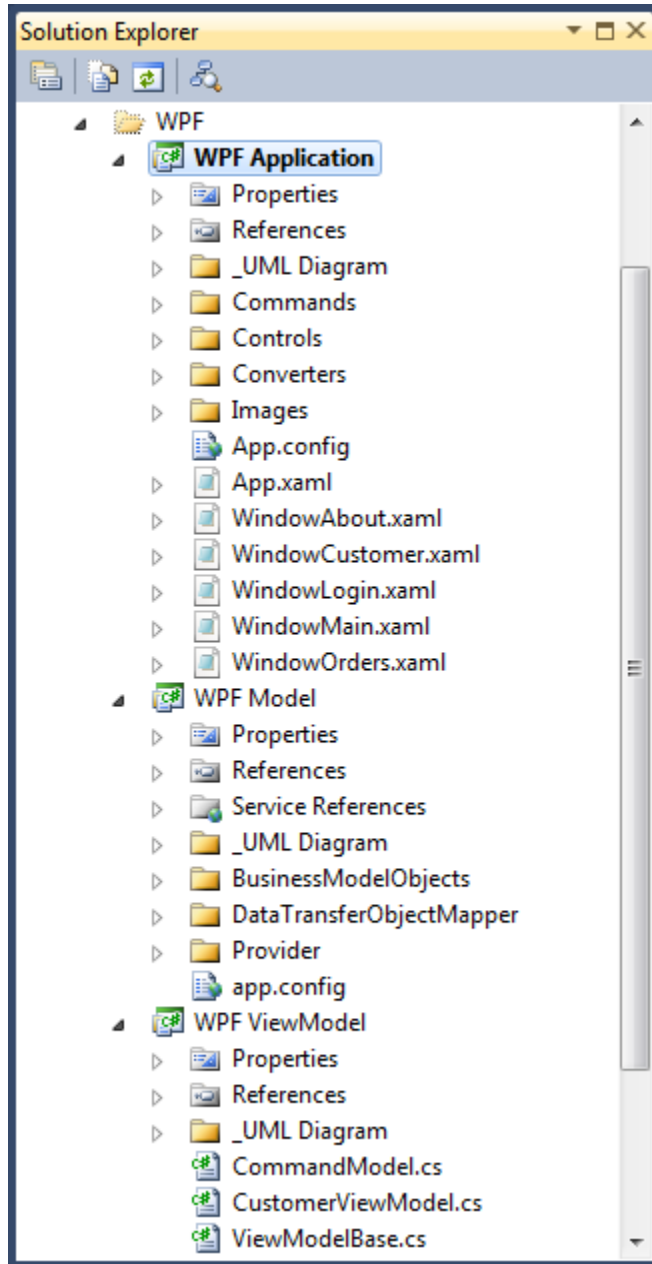 Solution Explorer
WPF
WPF Application
Properties
References
_UML Diagram
Commands
Controls
Converters
Images
App.config
App.xaml
WindowAbout.xaml
WindowCustomer.xaml
WindowLogin.xaml
WindowMain.xaml
WindowOrders.xaml
WPF Model
Properties
References
Service References
_UML Diagram
BusinessModelObjects
DataTransferObjectMapper
Provider
app.config
WPF ViewModel
Properties
References
_UML Diagram
CommandModel.cs
CustomerViewModel.cs
ViewModelBase.cs